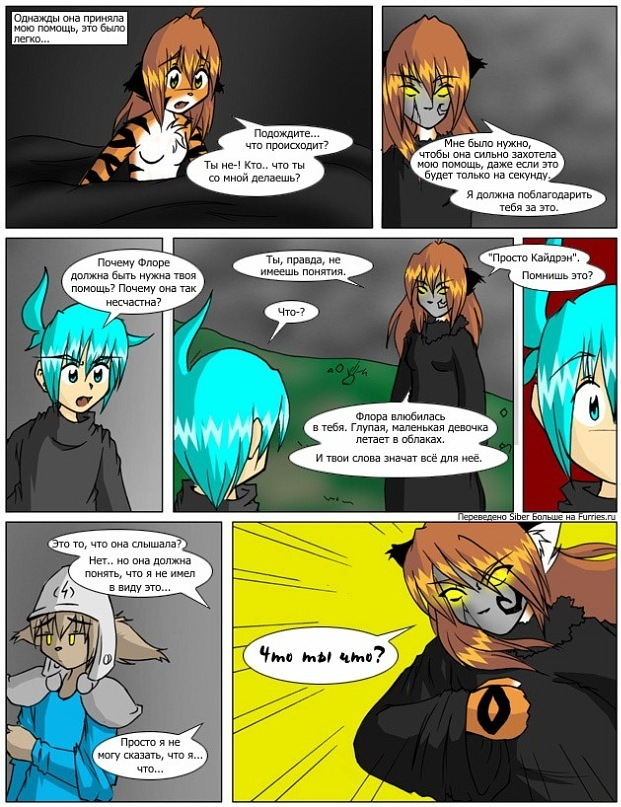 Однажды она приняла
мою помощь, это было
легко...
Подождите...
что происходит?
Ты не-! Кто.. что ты
со мной делаешь?
Мне было нужно,
чтобы она сильно захотела
мою помощь, даже если это
будет только на секунду.
Я должна поблагодарить
тебя за это.
Почему Флоре
должна быть нужна твоя
помощь? Почему она так
несчастна?
Ты, правда, не
имеешь понятия.
Что-?
Флора влюбилась
в тебя. Глупая, маленькая девочка
летает в облаках.
И твои слова значат всё для неё.
"Просто Кайдрэн".
Помнишь это?
Переведено Siber Больше на Furries.ru
Это то, что она слышала?
Нет.. но она должна
понять, что я не имел
в виду это...
Просто я не
могу сказать, что я...
что...
Что ты что?